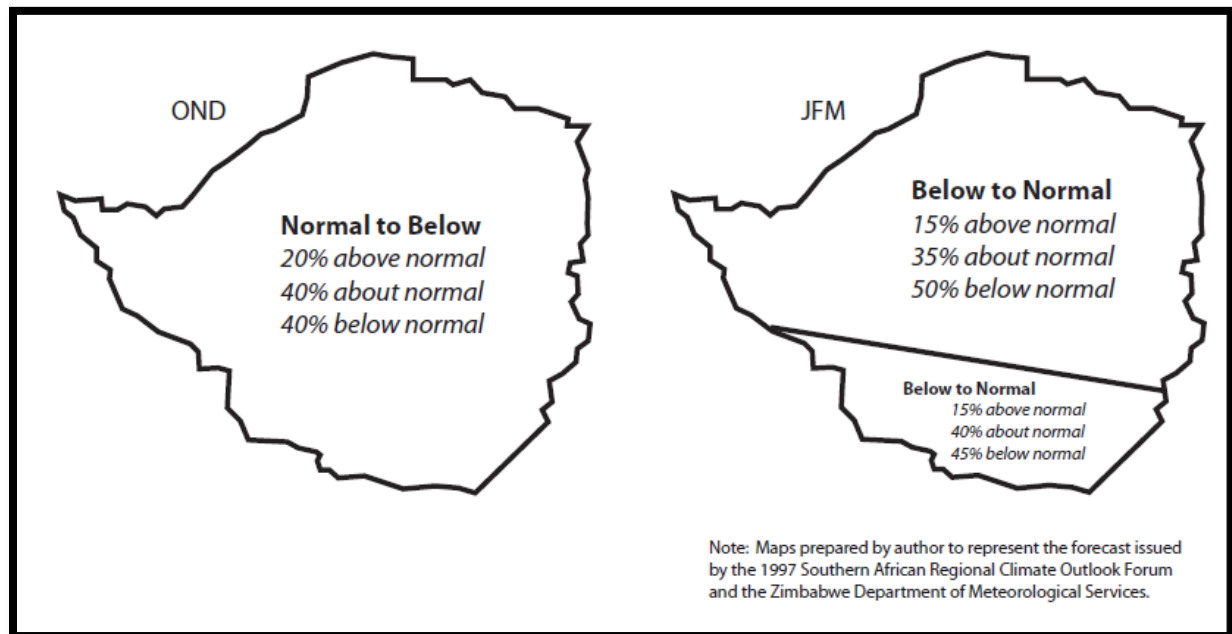 OND
Normal to Below
20% above normal
40% about normal
40% below normal
JFM
Below to Normal
15% above normal
35% about normal
50% below normal
Below to Normal
15% above normal
40% about normal
45% below normal
Note: Maps prepared by author to represent the forecast issued
by the 1997 Southern African Regional Climate Outlook Forum
and the Zimbabwe Department of Meteorological Services.